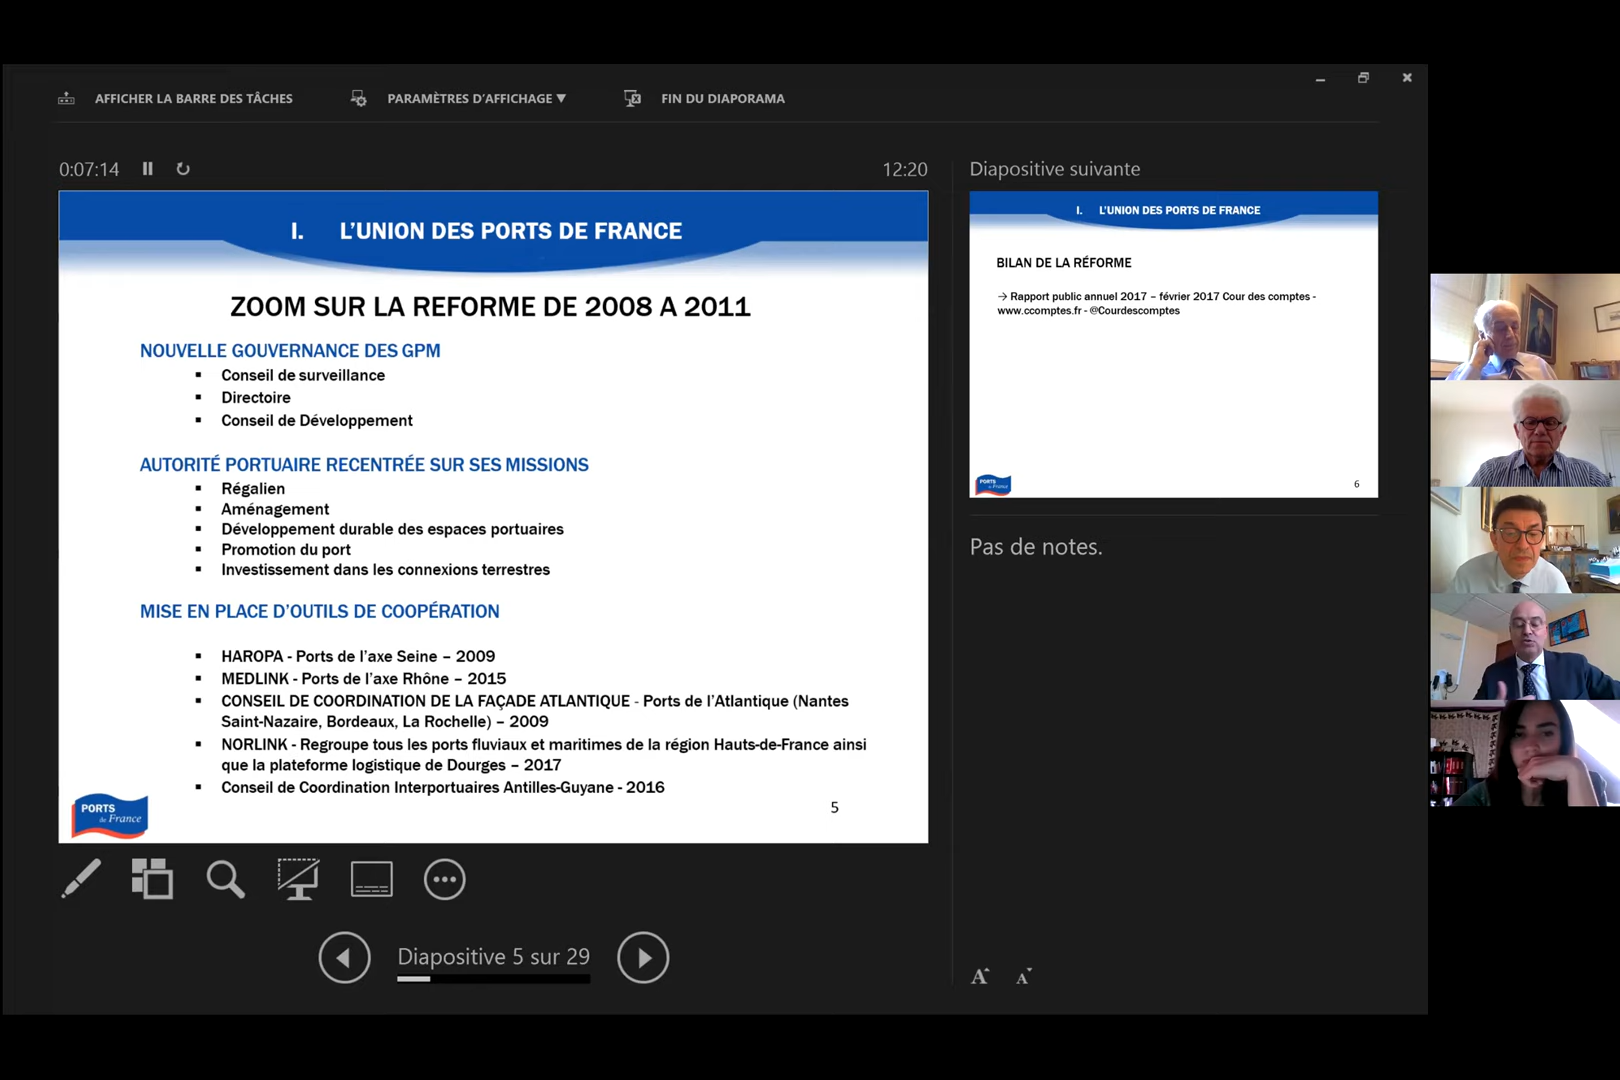 AFFICHER LA BARRE DES TÂCHES
PARAMÈTRES D'AFFICHAGE ▼
FIN DU DIAPORAMA
0:07:14
12:20
I. L'UNION DES PORTS DE FRANCE
ZOOM SUR LA REFORME DE 2008 A 2011
NOUVELLE GOUVERNANCE DES GPM
▪ Conseil de surveillance
▪ Directoire
▪ Conseil de Développement
AUTORITÉ PORTUAIRE RECENTRÉE SUR SES MISSIONS
▪ Régalien
▪ Aménagement
▪ Développement durable des espaces portuaires
▪ Promotion du port
▪ Investissement dans les connexions terrestres
MISE EN PLACE D'OUTILS DE COOPÉRATION
▪ HAROPA - Ports de l'axe Seine – 2009
▪ MEDLINK - Ports de l'axe Rhône – 2015
▪ CONSEIL DE COORDINATION DE LA FAÇADE ATLANTIQUE - Ports de l'Atlantique (Nantes
Saint-Nazaire, Bordeaux, La Rochelle) – 2009
▪ NORLINK - Regroupe tous les ports fluviaux et maritimes de la région Hauts-de-France ainsi
que la plateforme logistique de Dourges – 2017
▪ Conseil de Coordination Interportuaires Antilles-Guyane - 2016
PORTS
de France
5
Diapositive 5 sur 29
Diapositive suivante
I. L'UNION DES PORTS DE FRANCE
BILAN DE LA RÉFORME
→ Rapport public annuel 2017 – février 2017 Cour des comptes -
www.ccomptes.fr - @Courdescomptes
PORTS
de France
6
Pas de notes.
A A